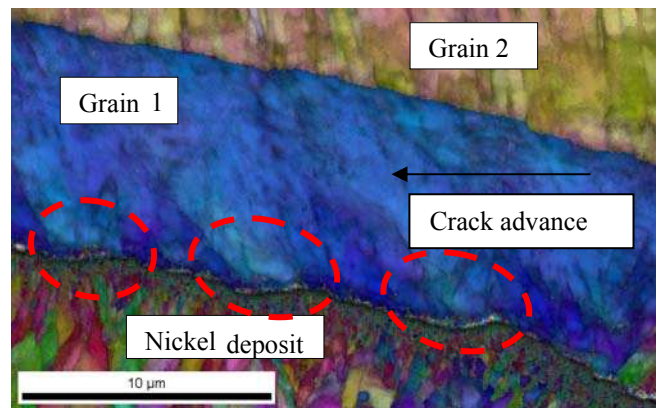 Grain 2
Grain 1
Crack advance
Nickel deposit
10 µm